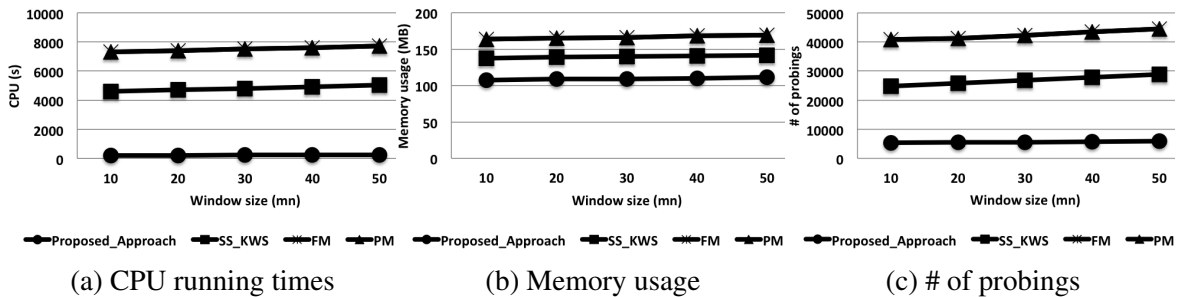 CPU (s)
10000
8000
6000
4000
2000
0
10 20 30 40 50
Window size (mn)
Proposed_Approach SS_KWS FM PM
(a) CPU running times
Memory usage (MB)
200
150
100
50
0
10 20 30 40 50
Window size (mn)
Proposed_Approach SS_KWS FM PM
(b) Memory usage
# of probings
50000
40000
30000
20000
10000
0
10 20 30 40 50
Window size (mn)
Proposed_Approach SS_KWS FM PM
(c) # of probings